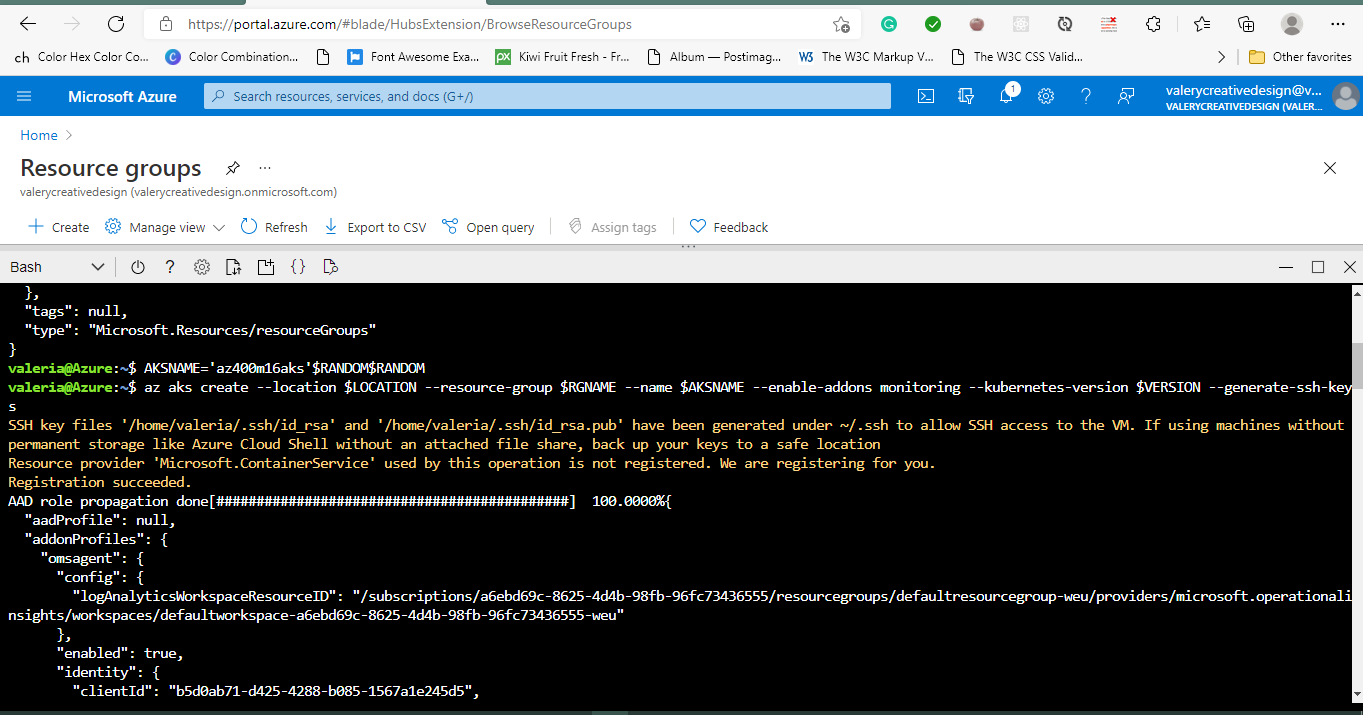 https://portal.azure.com/#blade/HubsExtension/BrowseResourceGroups
ch Color Hex Color Co... C Color Combination... Font Awesome Exa... px Kiwi Fruit Fresh - Fr... Album — Postimag... W3 The W3C Markup V... The W3C CSS Valid... Other favorites
Microsoft Azure Search resources, services, and docs (G+/) 1 valerycreativedesign@v...
VALERYCREATIVEDESIGN (VALER...
Home >
Resource groups ...
valerycreativedesign (valerycreativedesign.onmicrosoft.com)
Create Manage view Refresh Export to CSV Open query Assign tags Feedback
Bash ? {}
},
"tags": null,
"type": "Microsoft.Resources/resourceGroups"
}
valeria@Azure:~$ AKSNAME='az400m16aks'$RANDOM$RANDOM
valeria@Azure:~$ az aks create --location $LOCATION --resource-group $RGNAME --name $AKSNAME --enable-addons monitoring --kubernetes-version $VERSION --generate-ssh-key
s
SSH key files '/home/valeria/.ssh/id_rsa' and '/home/valeria/.ssh/id_rsa.pub' have been generated under ~/.ssh to allow SSH access to the VM. If using machines without
permanent storage like Azure Cloud Shell without an attached file share, back up your keys to a safe location
Resource provider 'Microsoft.ContainerService' used by this operation is not registered. We are registering for you.
Registration succeeded.
AAD role propagation done[############################################] 100.0000%{
"aadProfile": null,
"addonProfiles": {
"omsagent": {
"config": {
"logAnalyticsWorkspaceResourceID": "/subscriptions/a6ebd69c-8625-4d4b-98fb-96fc73436555/resourcegroups/defaultresourcegroup-weu/providers/microsoft.operationali
nsights/workspaces/defaultworkspace-a6ebd69c-8625-4d4b-98fb-96fc73436555-weu"
},
"enabled": true,
"identity": {
"clientId": "b5d0ab71-d425-4288-b085-1567a1e245d5",